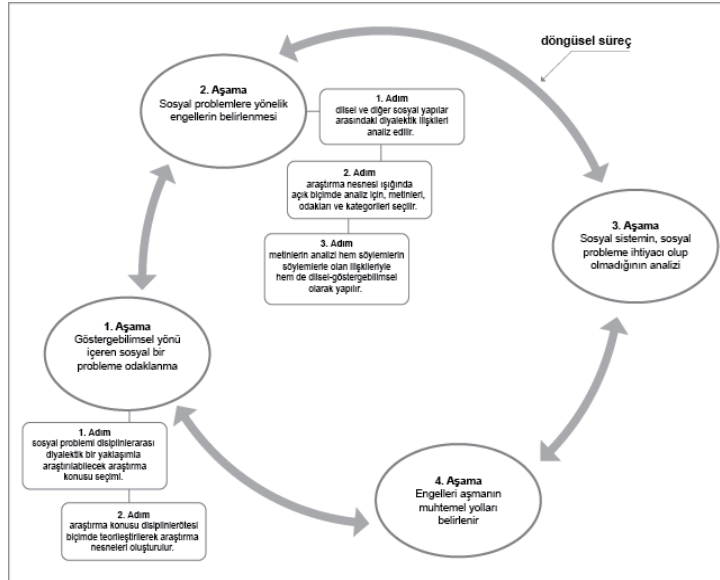 döngüsel süreç
2. Aşama
Sosyal problemlere yönelik
engellerin belirlenmesi
1. Adım
dilsel ve diğer sosyal yapılar
arasındaki diyalektik ilişkileri
analiz edilir.
2. Adım
araştırma nesnesi ışığında
açık biçimde analiz için, metinleri,
odakları ve kategorileri seçilir.
3. Adım
metinlerin analizi hem söylemlerin
söylemlerle olan ilişkileriyle
hem de dilsel-göstergebilimsel
olarak yapılır.
3. Aşama
Sosyal sistemin, sosyal
probleme ihtiyacı olup
olmadığının analizi
1. Aşama
Göstergebilimsel yönü
içeren sosyal bir
probleme odaklanma
1. Adım
sosyal problemi disiplinlerarası
diyalektik bir yaklaşımla
araştırılabilecek araştırma
konusu seçimi.
2. Adım
araştırma konusu disiplinlerötesi
biçimde teorileştirilerek araştırma
nesneleri oluşturulur.
4. Aşama
Engelleri aşmanın
muhtemel yolları
belirlenir